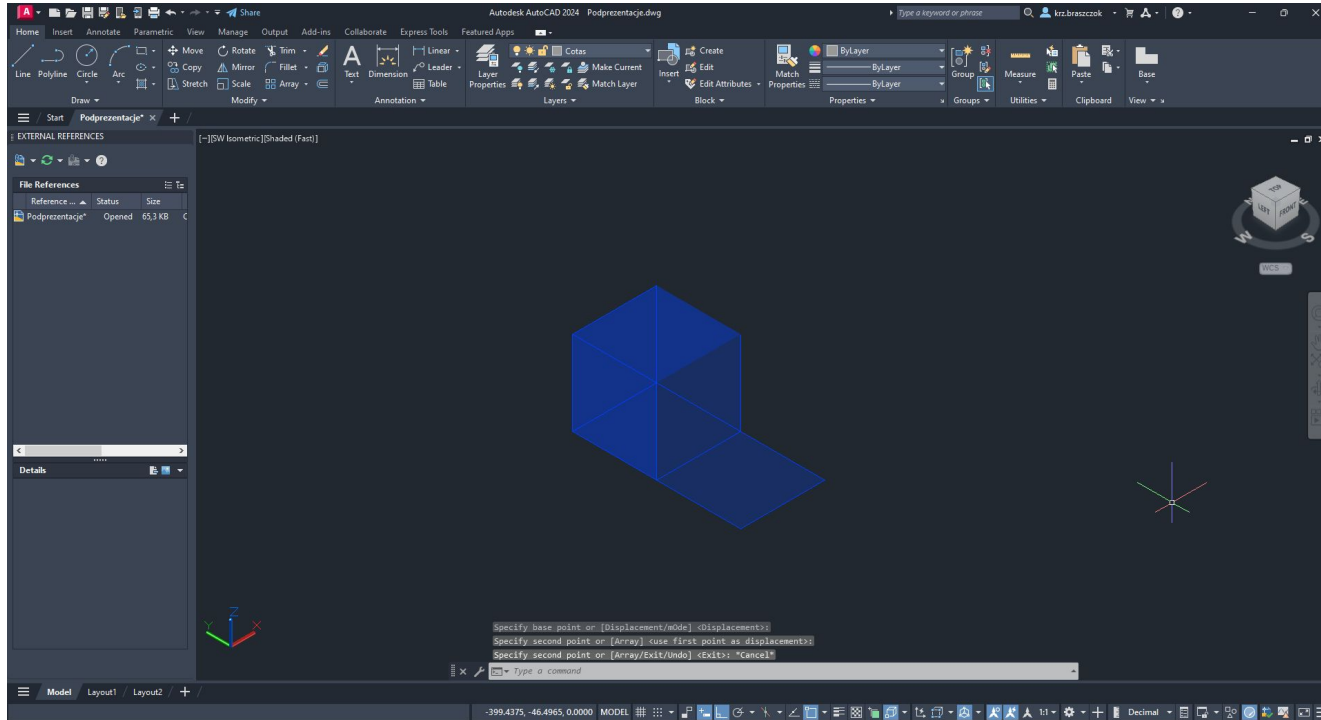 A Share Autodesk AutoCAD 2024 Podprezentacje.dwg Type a keyword or phrase krz.braszczok
Home Insert Annotate Parametric View Manage Output Add-ins Collaborate Express Tools Featured Apps
Move Rotate Trim Linear Cotas Create ByLayer
Line Polyline Circle Arc Copy Mirror Fillet Text Dimension Leader Layer Properties Make Current Insert Edit Match Properties ByLayer Group Measure Paste Base
Stretch Scale Array Table Match Layer Edit Attributes ByLayer
Draw Modify Annotation Layers Block Properties Groups Utilities Clipboard View
Start Podprezentacje* +
EXTERNAL REFERENCES [−][SW Isometric][Shaded (Fast)]
File References
Reference ... Status Size
Podprezentacje* Opened 65,3 KB C
TOP
LEFT FRONT
W S
WCS
Details
Z
Y X
Specify base point or [Displacement/mOde] <Displacement>:
Specify second point or [Array] <use first point as displacement>:
Specify second point or [Array/Exit/Undo] <Exit>: *Cancel*
Type a command
Model Layout1 Layout2 +
-399.4375, -46.4965, 0.0000 MODEL 1:1 Decimal